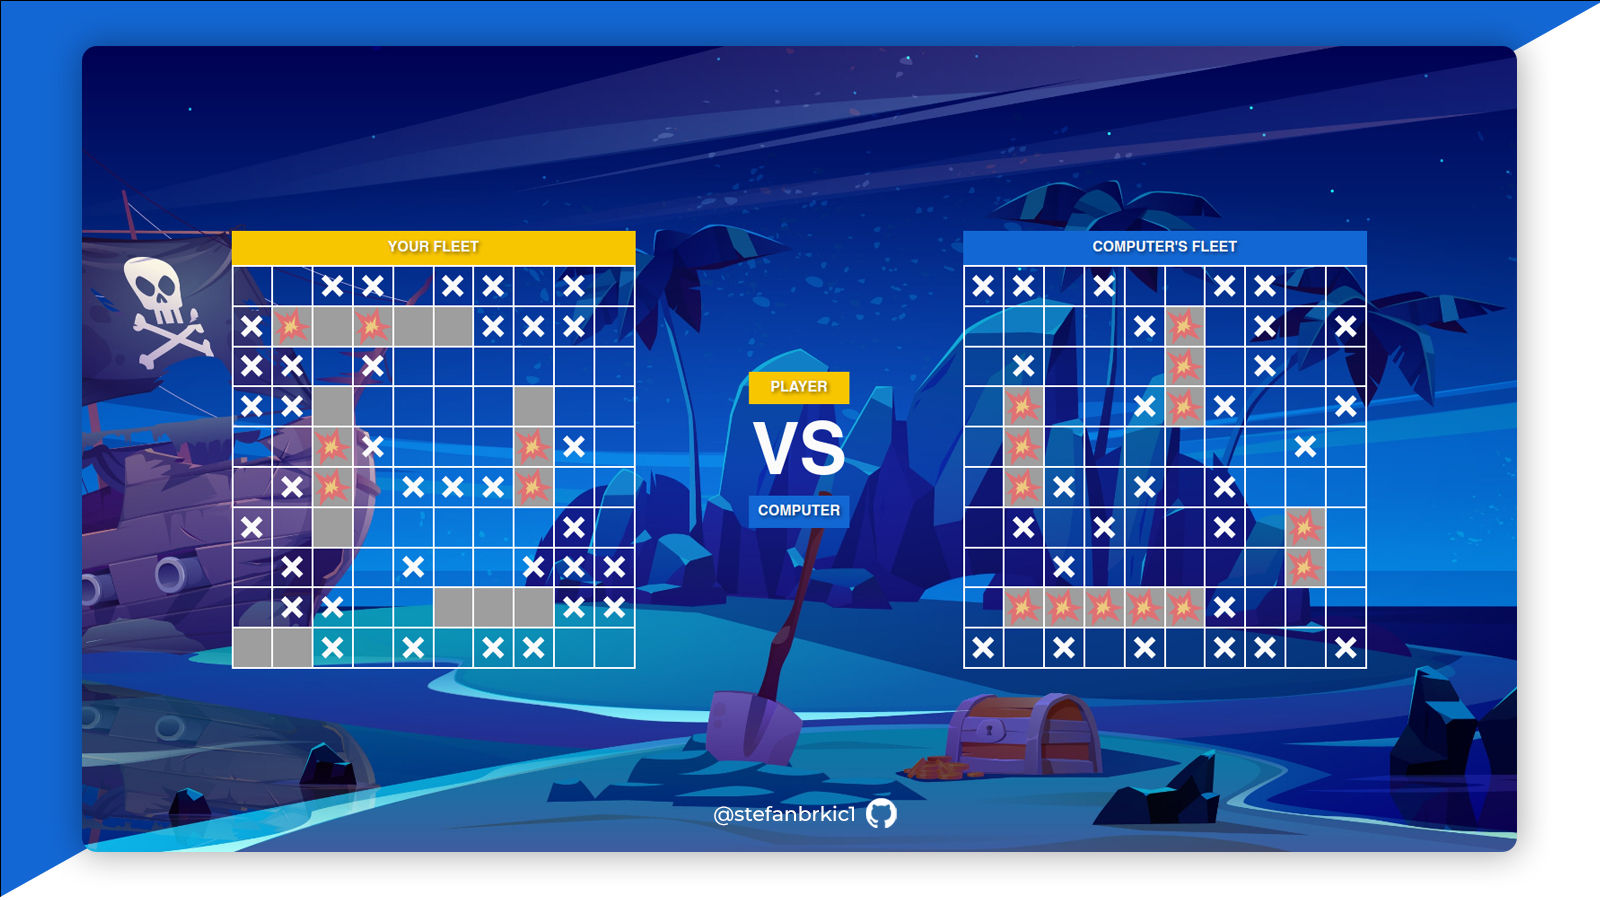 YOUR FLEET
COMPUTER'S FLEET
PLAYER
VS
COMPUTER
@stefanbrkic1